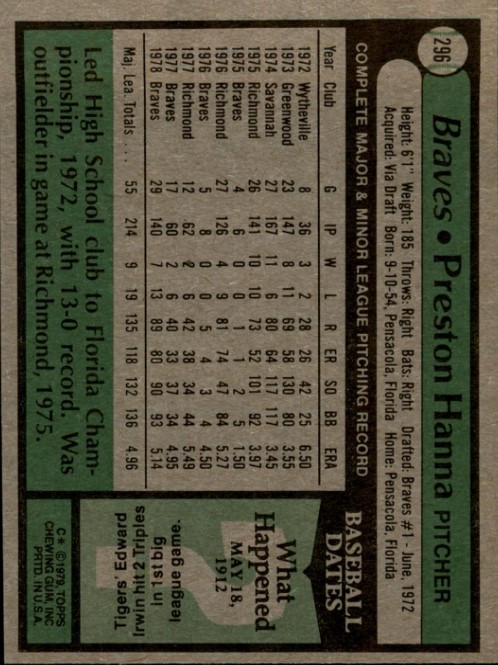 296
Braves • Preston Hanna PITCHER
Height: 6'1" Weight: 185 Throws: Right Bats: Right Drafted: Braves #1 - June, 1972
Acquired: Via Draft Born: 9-10-54, Pensacola, Florida Home: Pensacola, Florida
COMPLETE MAJOR & MINOR LEAGUE PITCHING RECORD
Year Club G IP W L R ER SO BB ERA
1972 Wytheville 8 36 3 2 28 26 42 25 6.50
1973 Greenwood 23 147 8 11 69 58 130 80 3.55
1974 Savannah 27 167 11 6 80 64 117 117 3.45
1975 Richmond 26 141 10 10 73 52 101 92 3.97
1975 Braves 4 6 0 0 1 1 2 5 1.50
1976 Richmond 27 126 4 9 81 74 47 84 5.27
1976 Braves 5 8 0 0 5 4 3 4 4.50
1977 Richmond 12 62 2 6 42 38 34 44 5.49
1977 Braves 17 60 2 6 40 33 37 34 4.95
1978 Braves 29 140 7 13 89 80 90 93 5.14
Maj. Lea. Totals . . . 55 214 9 19 135 118 132 136 4.96
Led High School club to Florida Cham-
pionship, 1972, with 13-0 record. Was
outfielder in game at Richmond, 1975.
BASEBALL
DATES
What
Happened
MAY 18,
1912
Tigers' Edward
Irwin hit 2 triples
in 1st big
league game.
C* ©1979 TOPPS
CHEWING GUM, INC
PRTD. IN U.S.A.